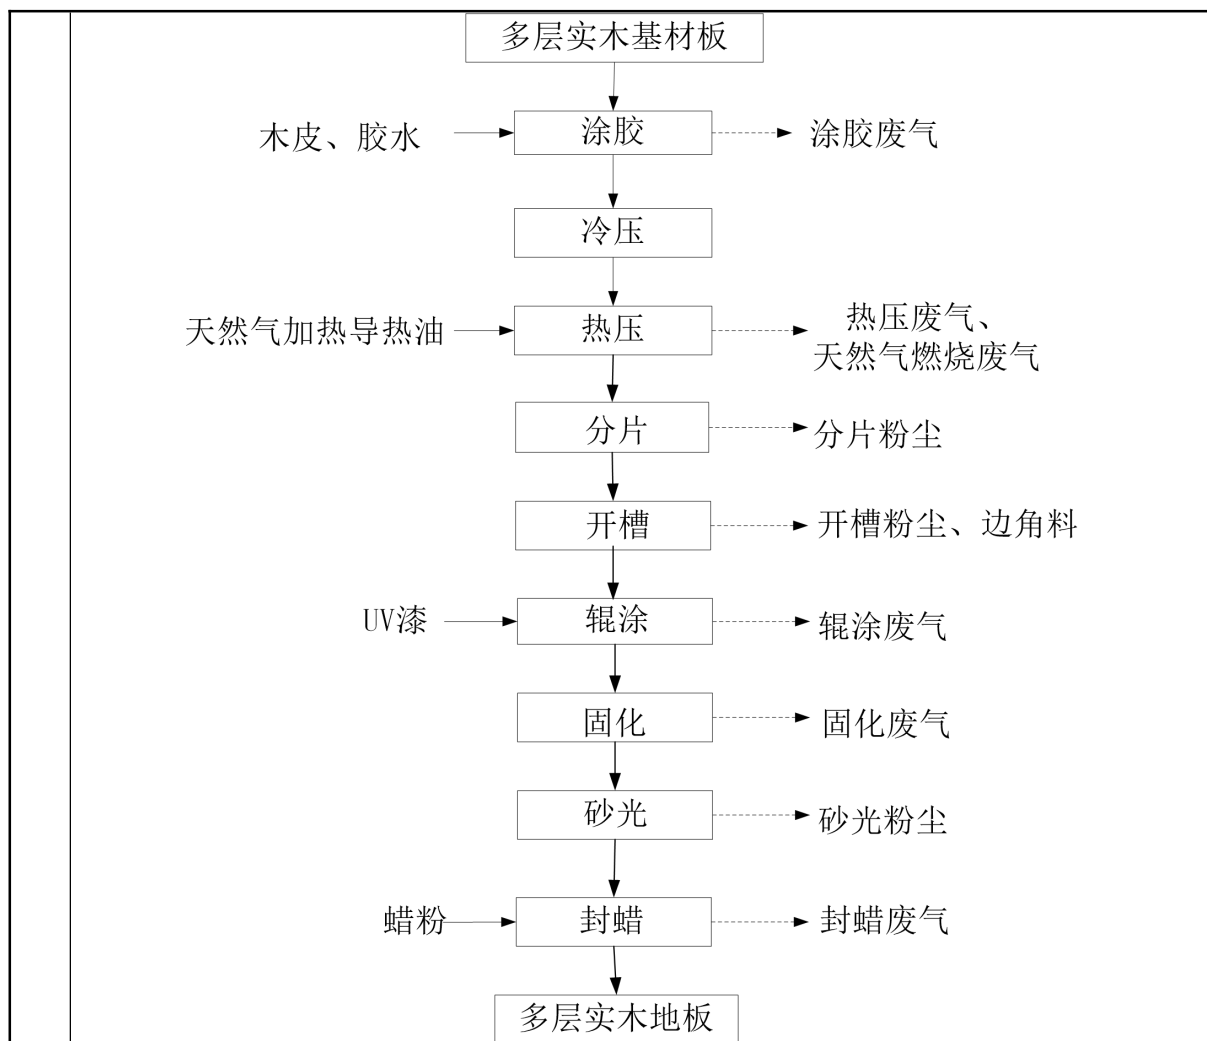 多层实木基材板
木皮、胶水
涂胶
涂胶废气
冷压
天然气加热导热油
热压
热压废气、
天然气燃烧废气
分片
分片粉尘
开槽
开槽粉尘、边角料
UV漆
辊涂
辊涂废气
固化
固化废气
砂光
砂光粉尘
蜡粉
封蜡
封蜡废气
多层实木地板